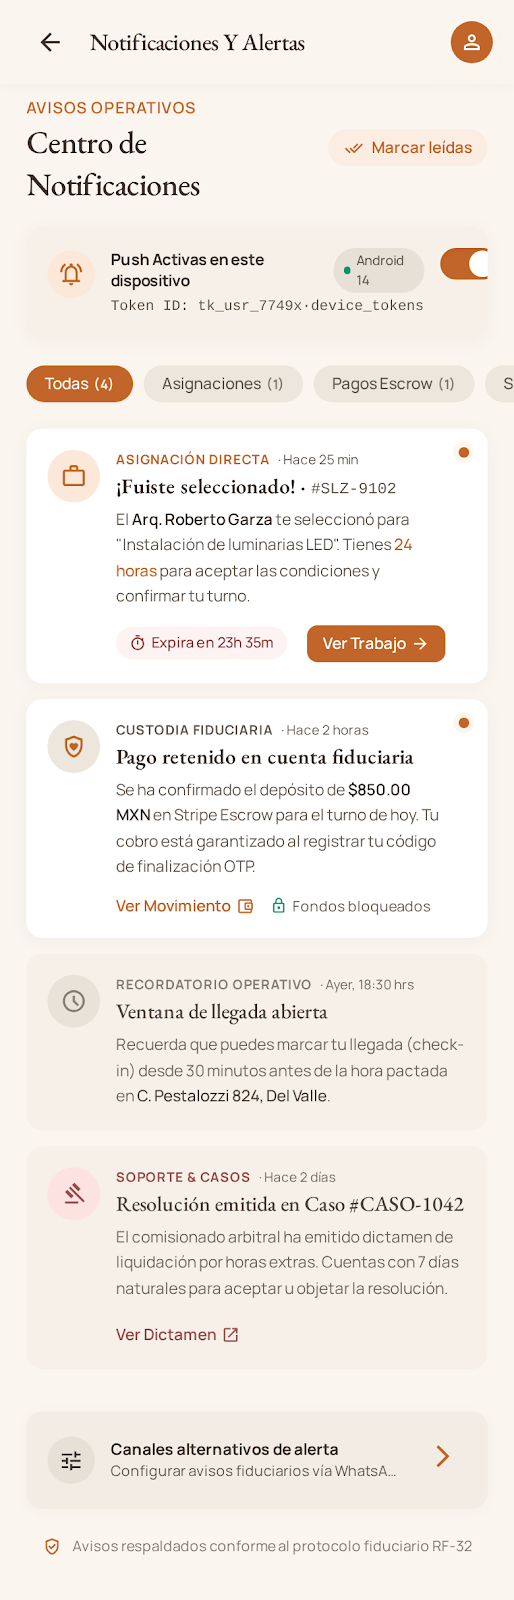 Notificaciones Y Alertas
AVISOS OPERATIVOS
Centro de
Notificaciones
Marcar leídas
Push Activas en este
dispositivo
Android
14
Token ID: tk_usr_7749x·device_tokens
Todas (4)
Asignaciones (1)
Pagos Escrow (1)
S
ASIGNACIÓN DIRECTA · Hace 25 min
¡Fuiste seleccionado! · #SLZ-9102
El Arq. Roberto Garza te seleccionó para
"Instalación de luminarias LED". Tienes 24
horas para aceptar las condiciones y
confirmar tu turno.
Expira en 23h 35m
Ver Trabajo →
CUSTODIA FIDUCIARIA · Hace 2 horas
Pago retenido en cuenta fiduciaria
Se ha confirmado el depósito de $850.00
MXN en Stripe Escrow para el turno de hoy. Tu
cobro está garantizado al registrar tu código
de finalización OTP.
Ver Movimiento
Fondos bloqueados
RECORDATORIO OPERATIVO · Ayer, 18:30 hrs
Ventana de llegada abierta
Recuerda que puedes marcar tu llegada (check-
in) desde 30 minutos antes de la hora pactada
en C. Pestalozzi 824, Del Valle.
SOPORTE & CASOS · Hace 2 días
Resolución emitida en Caso #CASO-1042
El comisionado arbitral ha emitido dictamen de
liquidación por horas extras. Cuentas con 7 días
naturales para aceptar u objetar la resolución.
Ver Dictamen
Canales alternativos de alerta
Configurar avisos fiduciarios vía WhatsA...
Avisos respaldados conforme al protocolo fiduciario RF-32